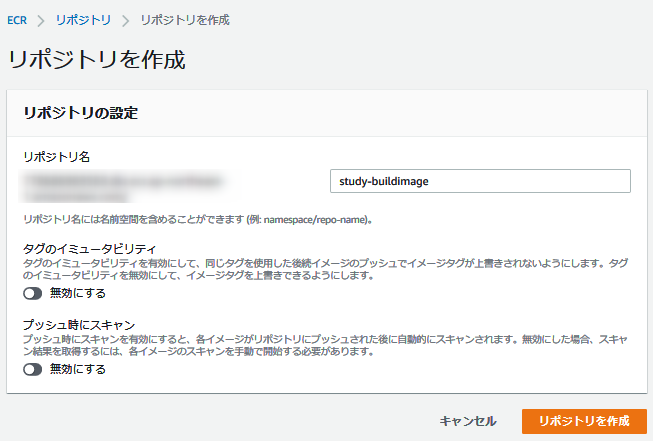 ECR > リポジトリ > リポジトリを作成
リポジトリを作成
リポジトリの設定
リポジトリ名
study-buildimage
リポジトリ名には名前空間を含めることができます (例: namespace/repo-name)。
タグのイミュータビリティ
タグのイミュータビリティを有効にして、同じタグを使用した後続イメージのプッシュでイメージタグが上書きされないようにします。タグ
のイミュータビリティを無効にして、イメージタグを上書きできるようにします。
無効にする
プッシュ時にスキャン
プッシュ時にスキャンを有効にすると、各イメージがリポジトリにプッシュされた後に自動的にスキャンされます。無効にした場合、スキャ
ン結果を取得するには、各イメージのスキャンを手動で開始する必要があります。
無効にする
キャンセル
リポジトリを作成